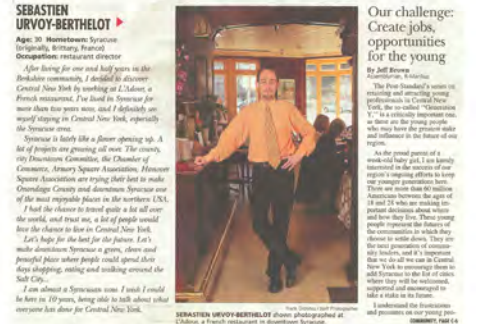 SEBASTIEN
URVOY-BERTHELOT
Age: 30 Hometown: Syracuse
(originally, Brittany, France)
Occupation: restaurant director
After living for one and half years in the
Berkshire community, I decided to discover
Central New York by working at L'Adour, a
French restaurant. I've lived in Syracuse for
more than two years now, and I definitely see
myself staying in Central New York, especially
the Syracuse area.
Syracuse is lately like a flower opening up. A
lot of projects are growing all over. The county,
city Downtown Committee, the Chamber of
Commerce, Armory Square Association, Hanover
Square Association are trying their best to make
Onondaga County and downtown Syracuse one
of the most enjoyable places in the northern USA.
I had the chance to travel quite a lot all over
the world, and trust me, a lot of people would
love the chance to live in Central New York.
Let's hope for the best for the future. Let's
make downtown Syracuse a green, clean and
peaceful place where people could spend their
days shopping, eating and walking around the
Salt City...
I am almost a Syracusan now. I wish I could
be here in 10 years, being able to talk about what
everyone has done for Central New York.
SEBASTIEN URVOY-BERTHELOT shown photographed at
L'Adour, a French restaurant in downtown Syracuse
Our challenge:
Create jobs,
opportunities
for the young
By Jeff Brown
Assemblyman,
The Post-Standard's series on
retaining and attracting young
professionals in Central New
York, the so-called "Generation
Y," is a critically important one,
as these are the young people
who may have the greatest stake
and influence in the future of our
region.
As the proud parent of a
week-old baby girl, I am keenly
interested in the success of our
region's ongoing efforts to keep
our younger generations here.
There are more than 60 million
Americans between the ages of
18 and 28 who are making im-
portant decisions about where
and how they live. These young
people represent the futures of
the communities in which they
choose to settle down. They are
the next generation of commu-
nity leaders, and it's important
that we do all we can in Central
New York to encourage them to
add Syracuse to the list of cities
where they will be welcomed,
supported and encouraged to
take a stake in its future.
I understand the frustrations
and pressures on our young peo-
COMMUNITY, PAGE